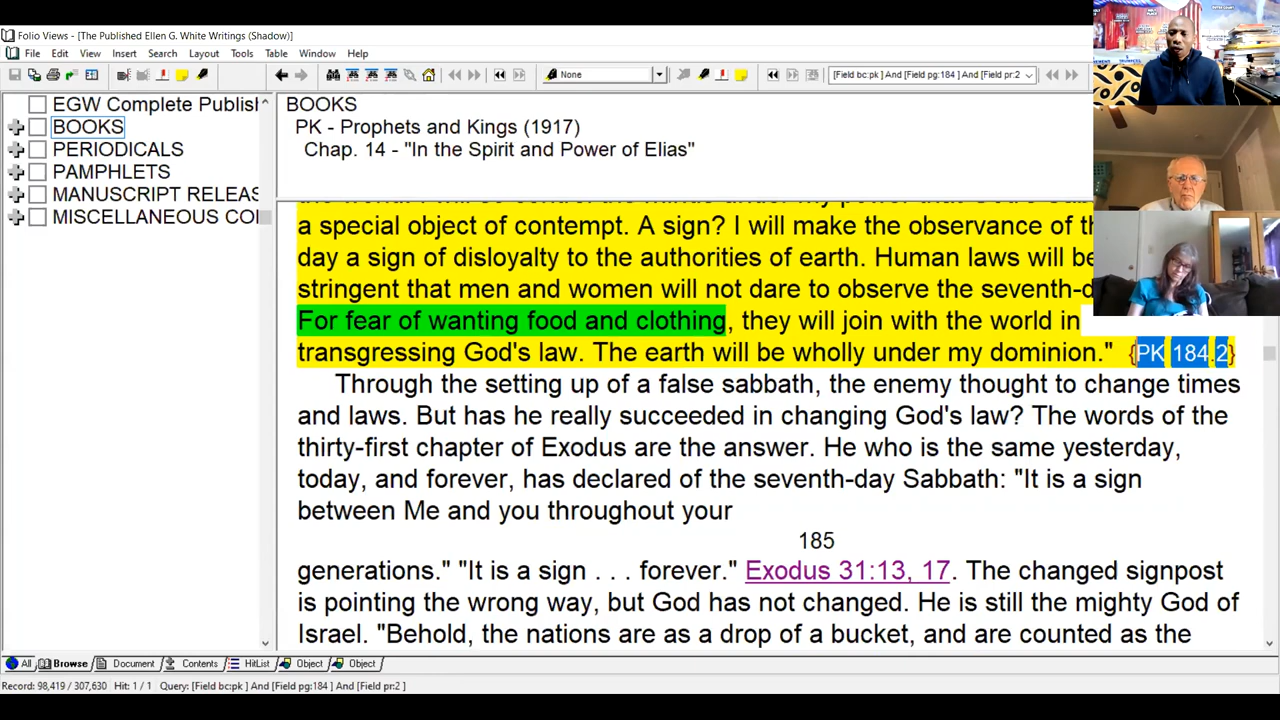 Folio Views - [The Published Ellen G. White Writings (Shadow)]
File Edit View Insert Search Layout Tools Table Window Help
None
[Field bc:pk ] And [Field pg:184 ] And [Field pr:2
EGW Complete Publish
BOOKS
PERIODICALS
PAMPHLETS
MANUSCRIPT RELEAS
MISCELLANEOUS CO
BOOKS
PK - Prophets and Kings (1917)
Chap. 14 - "In the Spirit and Power of Elias"
a special object of contempt. A sign? I will make the observance of
day a sign of disloyalty to the authorities of earth. Human laws will be
stringent that men and women will not dare to observe the seventh-d
For fear of wanting food and clothing, they will join with the world in
transgressing God's law. The earth will be wholly under my dominion." {PK 184.2}
Through the setting up of a false sabbath, the enemy thought to change times
and laws. But has he really succeeded in changing God's law? The words of the
thirty-first chapter of Exodus are the answer. He who is the same yesterday,
today, and forever, has declared of the seventh-day Sabbath: "It is a sign
between Me and you throughout your
185
generations." "It is a sign . . . forever." Exodus 31:13, 17. The changed signpost
is pointing the wrong way, but God has not changed. He is still the mighty God of
Israel. "Behold, the nations are as a drop of a bucket, and are counted as the
All Browse Document Contents HitList Object Object
Record: 98,419 / 307,630 Hit: 1 / 1 Query: [Field bc:pk ] And [Field pg:184 ] And [Field pr:2 ]